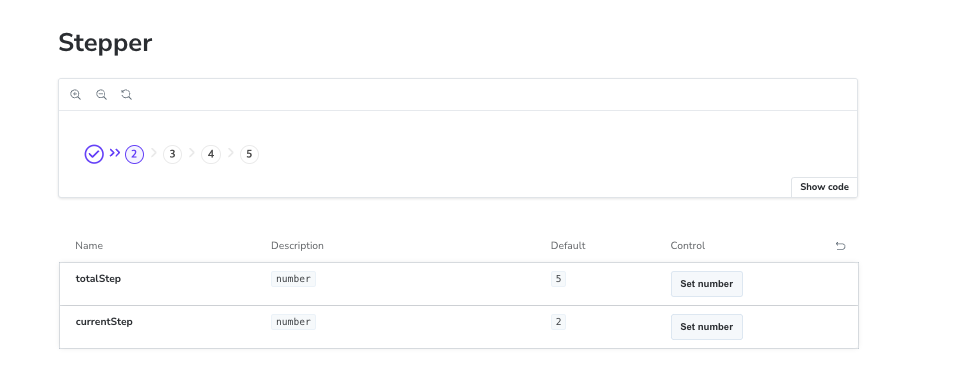 Stepper
2 3 4 5
Show code
Name Description Default Control
totalStep number 5 Set number
currentStep number 2 Set number